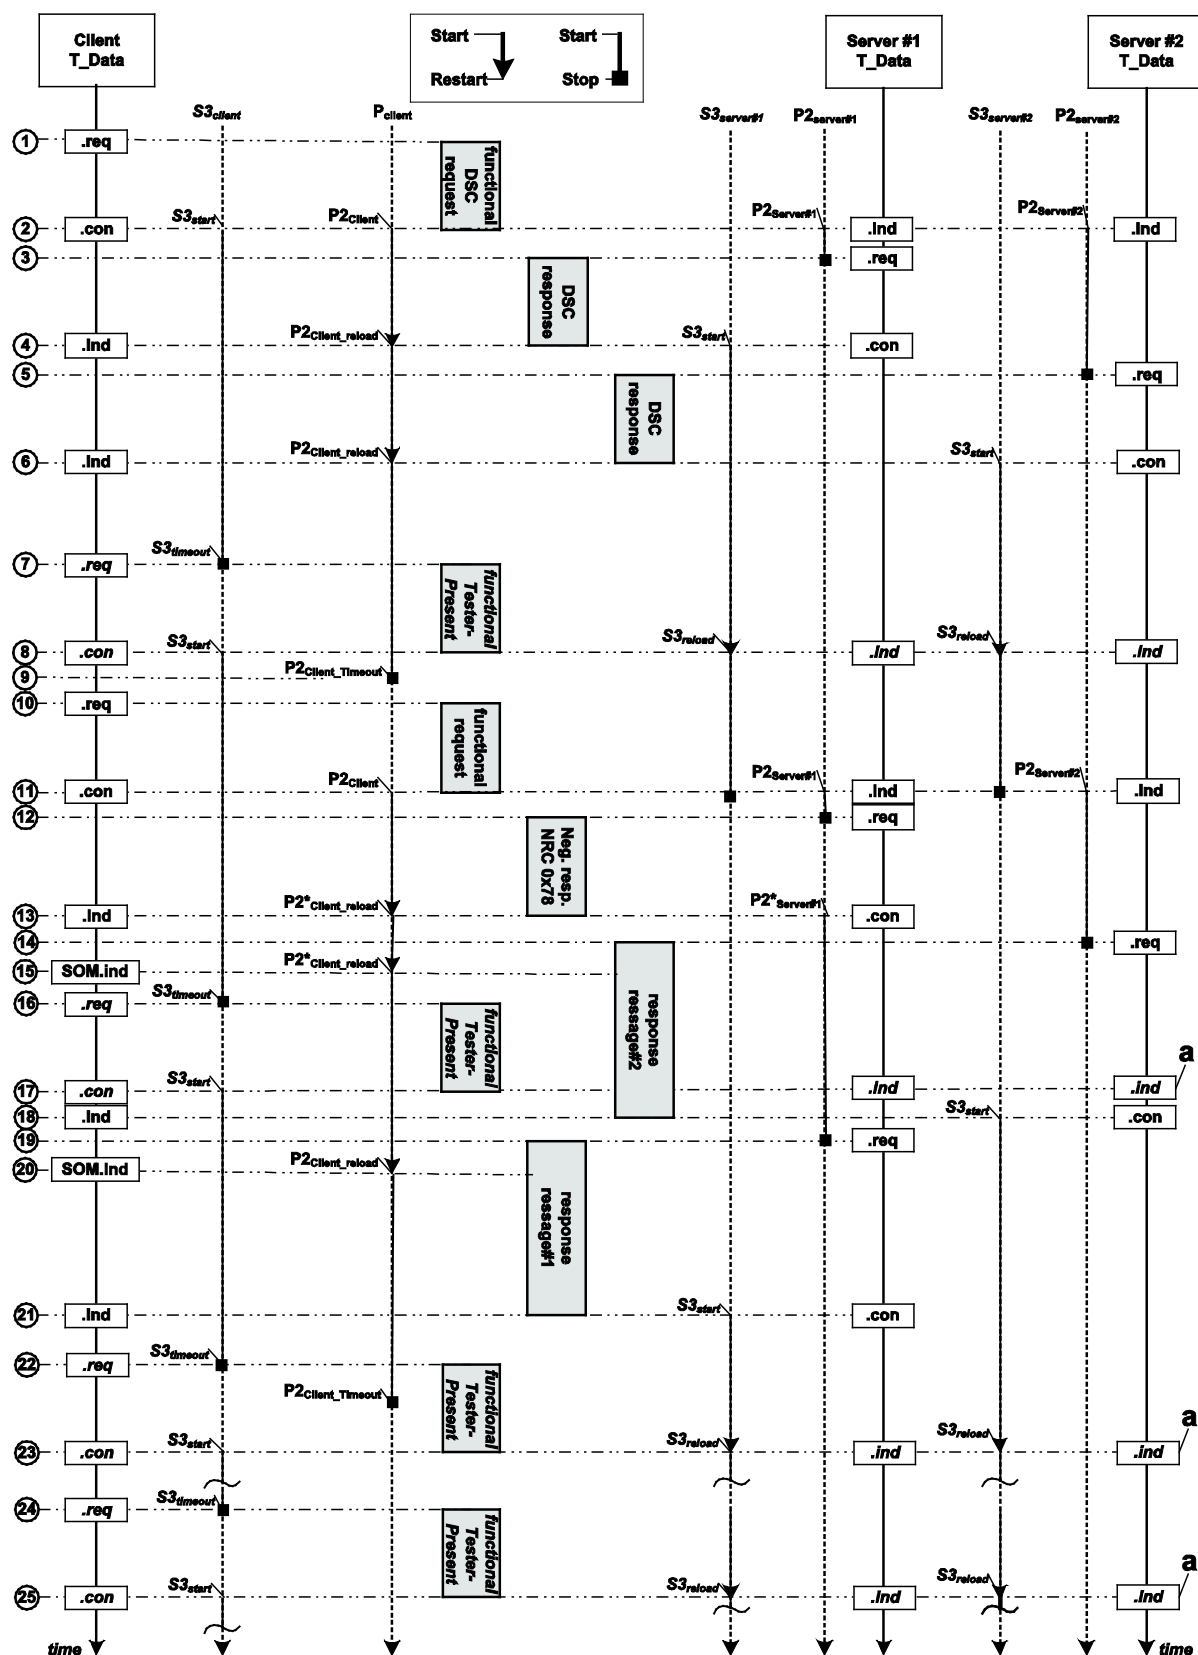 Client
T_Data
Start
Restart
Start
Stop
Server #1
T_Data
Server #2
T_Data
S3client
Pclient
S3server#1
P2server#1
S3server#2
P2server#2
1 .req
functional
DSC
request
2 .con S3start P2Client P2Server#1 .Ind P2Server#2 .Ind
3 .req
DSC
response
4 .Ind P2Client_reload S3start .con
5 .req
DSC
response
6 .Ind P2Client_reload S3start .con
7 .req S3timeout
functional
Tester-
Present
8 .con S3start S3reload .Ind S3reload .Ind
9 P2Client_Timeout
10 .req
functional
request
11 .con P2Client P2Server#1 .Ind P2Server#2 .Ind
12 .req
Neg. resp.
NRC 0x78
13 .Ind P2*Client_reload P2*Server#1 .con
14 .req
15 SOM.ind P2*Client_reload
response
ressage#2
16 .req S3timeout
functional
Tester-
Present
a
17 .con S3start .Ind .Ind
18 .Ind S3start .con
19 .req
20 SOM.Ind P2Client_reload
response
ressage#1
21 .Ind S3start .con
22 .req S3timeout
functional
Tester-
Present
P2Client_Timeout
a
23 .con S3start S3reload .ind S3reload .ind
24 .req S3timeout
functional
Tester-
Present
a
25 .con S3start S3reload .Ind S3reload .Ind
time
time